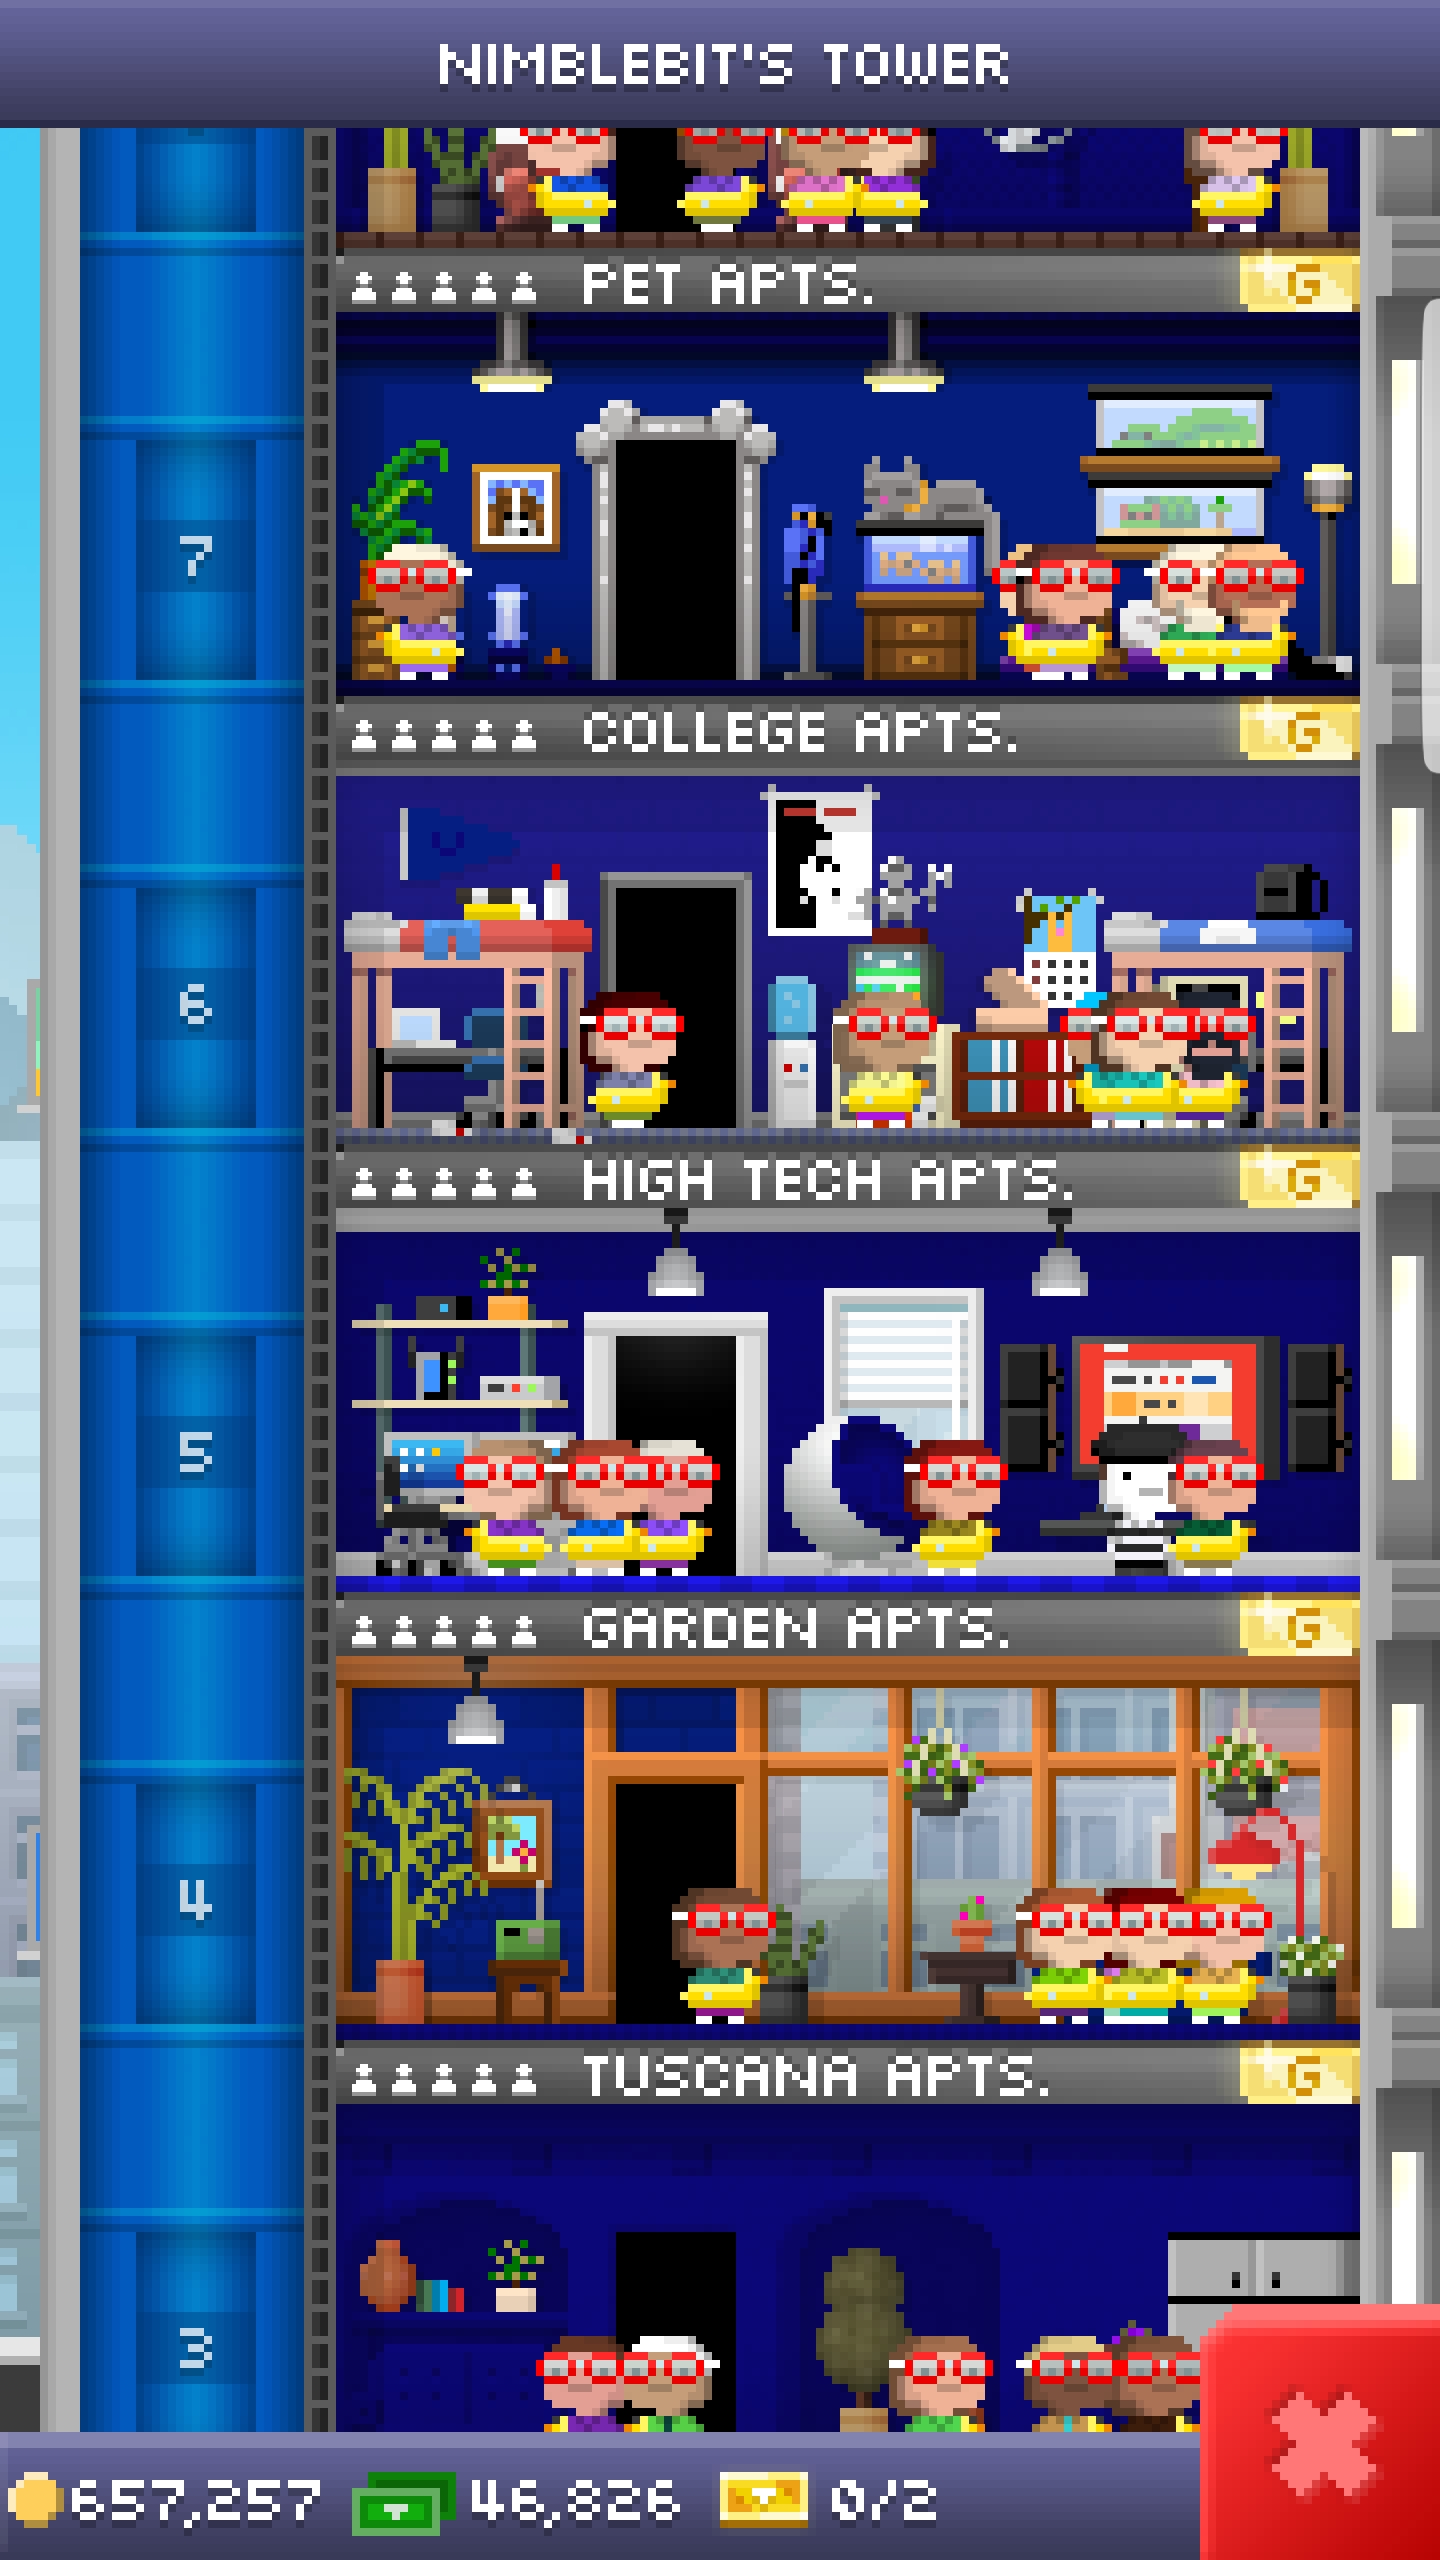 NIMBLEBIT'S TOWER
PET APTS. G
7
COLLEGE APTS. G
6
HIGH TECH APTS. G
5
GARDEN APTS. G
4
TUSCANA APTS. G
3
657,257 46,826 0/2